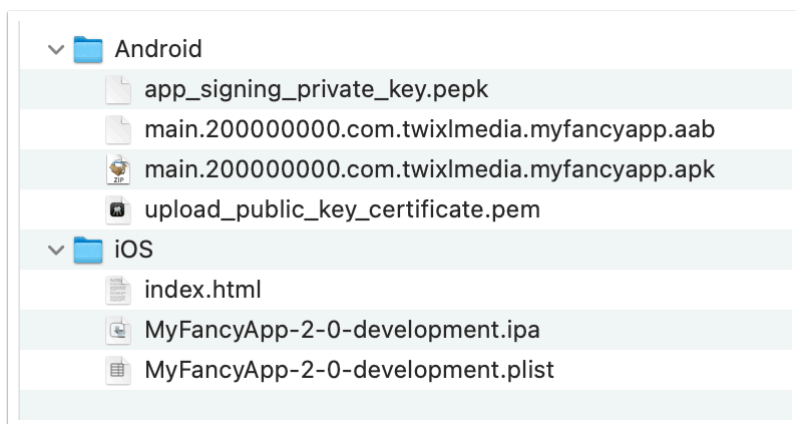 Android
app_signing_private_key.pepk
main.200000000.com.twixlmedia.myfancyapp.aab
main.200000000.com.twixlmedia.myfancyapp.apk
upload_public_key_certificate.pem
iOS
index.html
MyFancyApp-2-0-development.ipa
MyFancyApp-2-0-development.plist